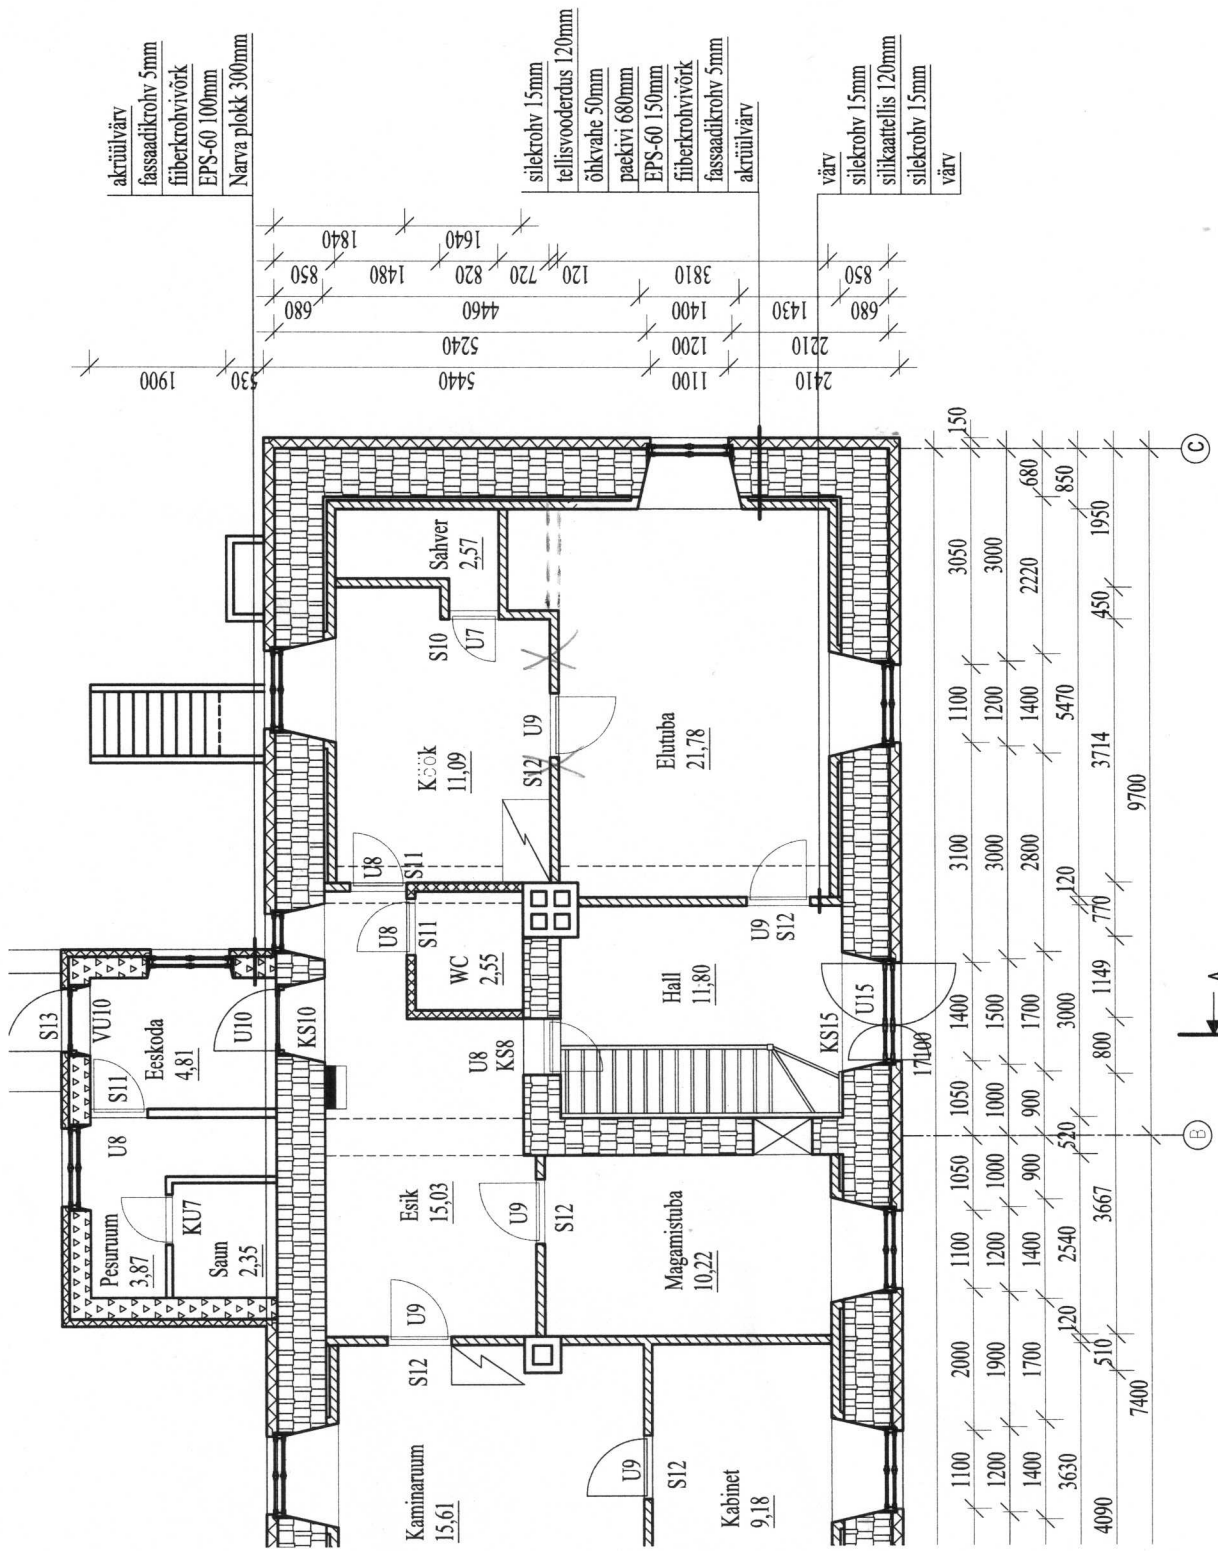 akrüülvärv
fassaadikrohv 5mm
fiiberkrohvivõrk
EPS-60 100mm
Narva plokk 300mm
silekrohv 15mm
tellisvooderdus 120mm
õhkvahe 50mm
paekivi 680mm
EPS-60 150mm
fiiberkrohvivõrk
fassaadikrohv 5mm
akrüülvärv
värv
silekrohv 15mm
silikaattellis 120mm
silekrohv 15mm
värv
1840
1640
850
1480
820
720
120
3810
850
680
4460
1400
1430
680
5240
1200
2210
1900
530
5440
1100
2410
Sahver
2,57
S10
U7
Köök
11,09
U9
S12
Elutuba
21,78
U8
S11
U8
S11
WC
2,55
U9
S12
Hall
11,80
U8
KS8
KS15
U15
S13
VU10
Eeskoda
4,81
S11
U10
KS10
U8
Pesuruum
3,87
KU7
Saun
2,35
Esik
15,03
U9
S12
Magamistuba
10,22
U9
S12
Kaminaruum
15,61
U9
S12
Kabinet
9,18
17100
150
3050
1100
3100
1400
1050
1050
1100
2000
1100
3000
1200
3000
1500
1000
1000
1200
1900
1200
680
2220
1400
2800
1700
900
900
1400
1700
1400
850
5470
120
3000
520
2540
120
3630
1950
450
3714
770
1149
800
3667
510
4090
9700
7400
C
B
A